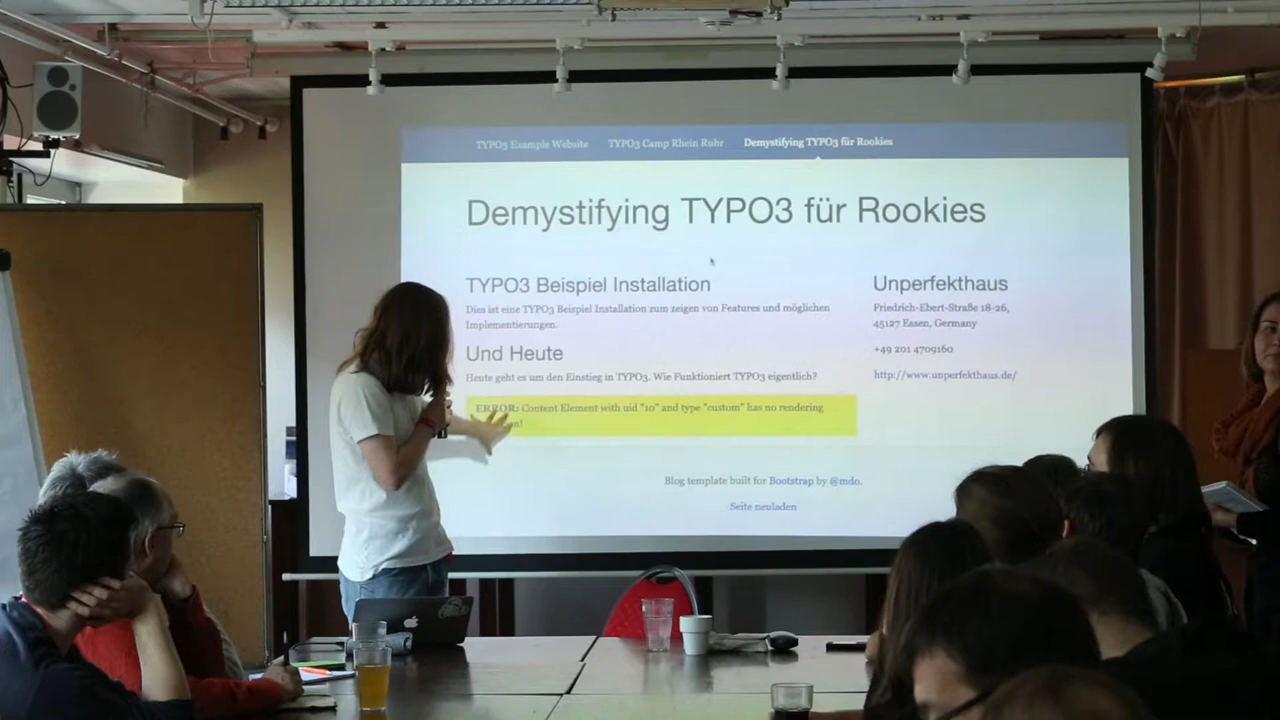 TYPO3 Example Website TYPO3 Camp Rhein Ruhr Demystifying TYPO3 für Rookies
Demystifying TYPO3 für Rookies
TYPO3 Beispiel Installation
Dies ist eine TYPO3 Beispiel Installation zum zeigen von Features und möglichen
Implementierungen.
Und Heute
Heute geht es um den Einstieg in TYPO3. Wie Funktioniert TYPO3 eigentlich?
ERROR: Content Element with uid "10" and type "custom" has no rendering
Unperfekthaus
Friedrich-Ebert-Straße 18-26,
45127 Essen, Germany
+49 201 4709160
http://www.unperfekthaus.de/
Blog template built for Bootstrap by @mdo.
Seite neuladen